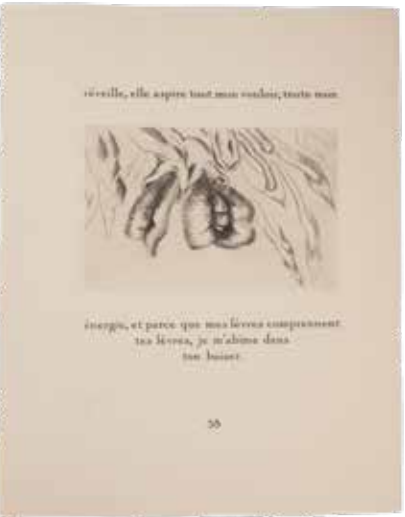 réveille, elle aspire tout mon vouloir, toute mon
énergie, et parce que mes lèvres comprennent
tes lèvres, je m'abîme dans
ton baiser.